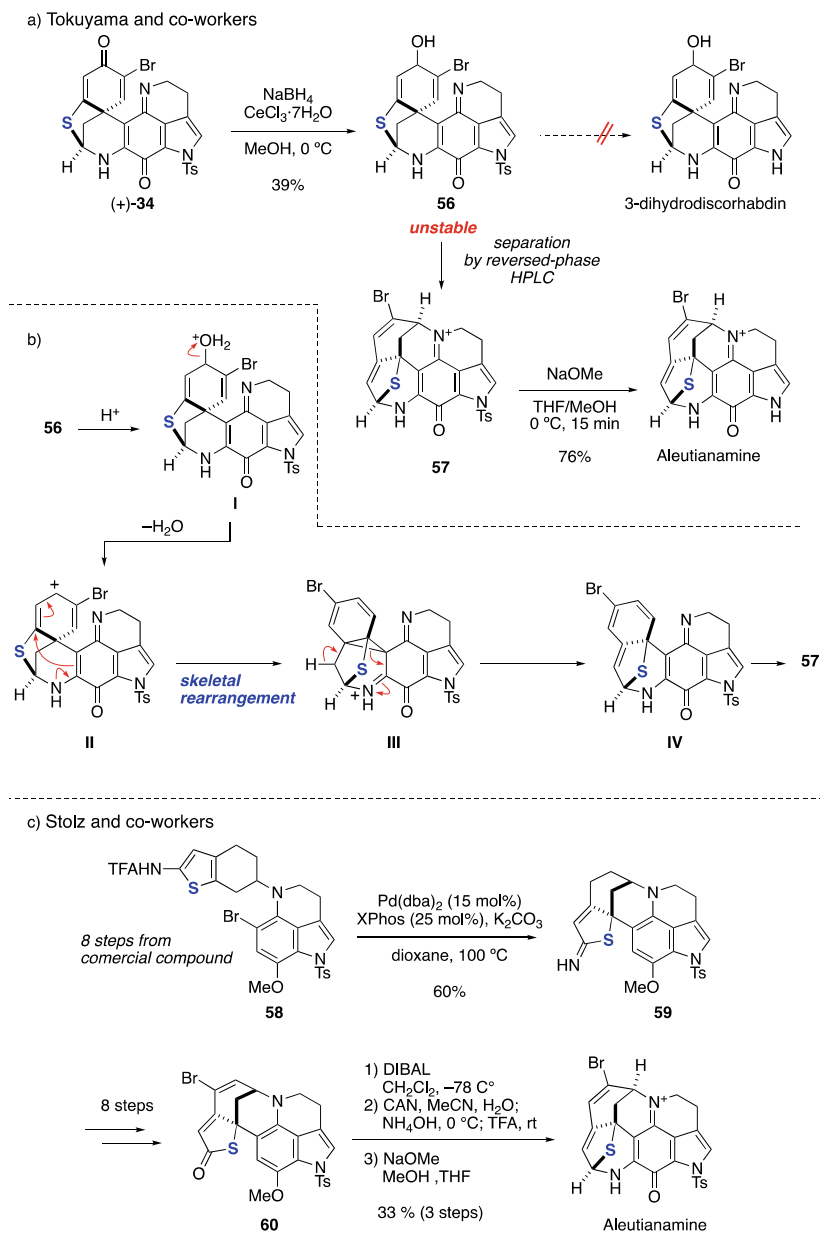 a) Tokuyama and co-workers
O
Br
N
S
H
N
H
O
N
Ts
(+)-34
NaBH4
CeCl3·7H2O
MeOH, 0 ºC
39%
OH
Br
N
S
H
N
H
O
N
Ts
56
unstable
OH
Br
N
S
H
N
H
O
N
H
3-dihydrodiscorhabdin
separation
by reversed-phase
HPLC
Br
H
N+
S
H
N
H
O
N
Ts
57
NaOMe
THF/MeOH
0 ºC, 15 min
76%
Br
H
N+
S
H
N
H
O
N
H
Aleutianamine
b)
56
H+
+
OH2
Br
N
S
H
N
H
O
N
Ts
I
–H2O
+
Br
N
S
H
N
H
O
N
Ts
II
skeletal
rearrangement
Br
N
H
S
H
+
N
H
O
N
Ts
III
Br
N
S
H
N
H
O
N
Ts
IV
57
c) Stolz and co-workers
TFAHN
S
N
Br
MeO
N
Ts
8 steps from
comercial compound
58
Pd(dba)2 (15 mol%)
XPhos (25 mol%), K2CO3
dioxane, 100 ºC
60%
N
S
HN
MeO
N
Ts
59
8 steps
Br
N
S
O
MeO
N
Ts
60
1) DIBAL
CH2Cl2, –78 C°
2) CAN, MeCN, H2O;
NH4OH, 0 ºC; TFA, rt
3) NaOMe
MeOH ,THF
33 % (3 steps)
Br
H
N+
S
H
N
H
O
N
Ts
Aleutianamine